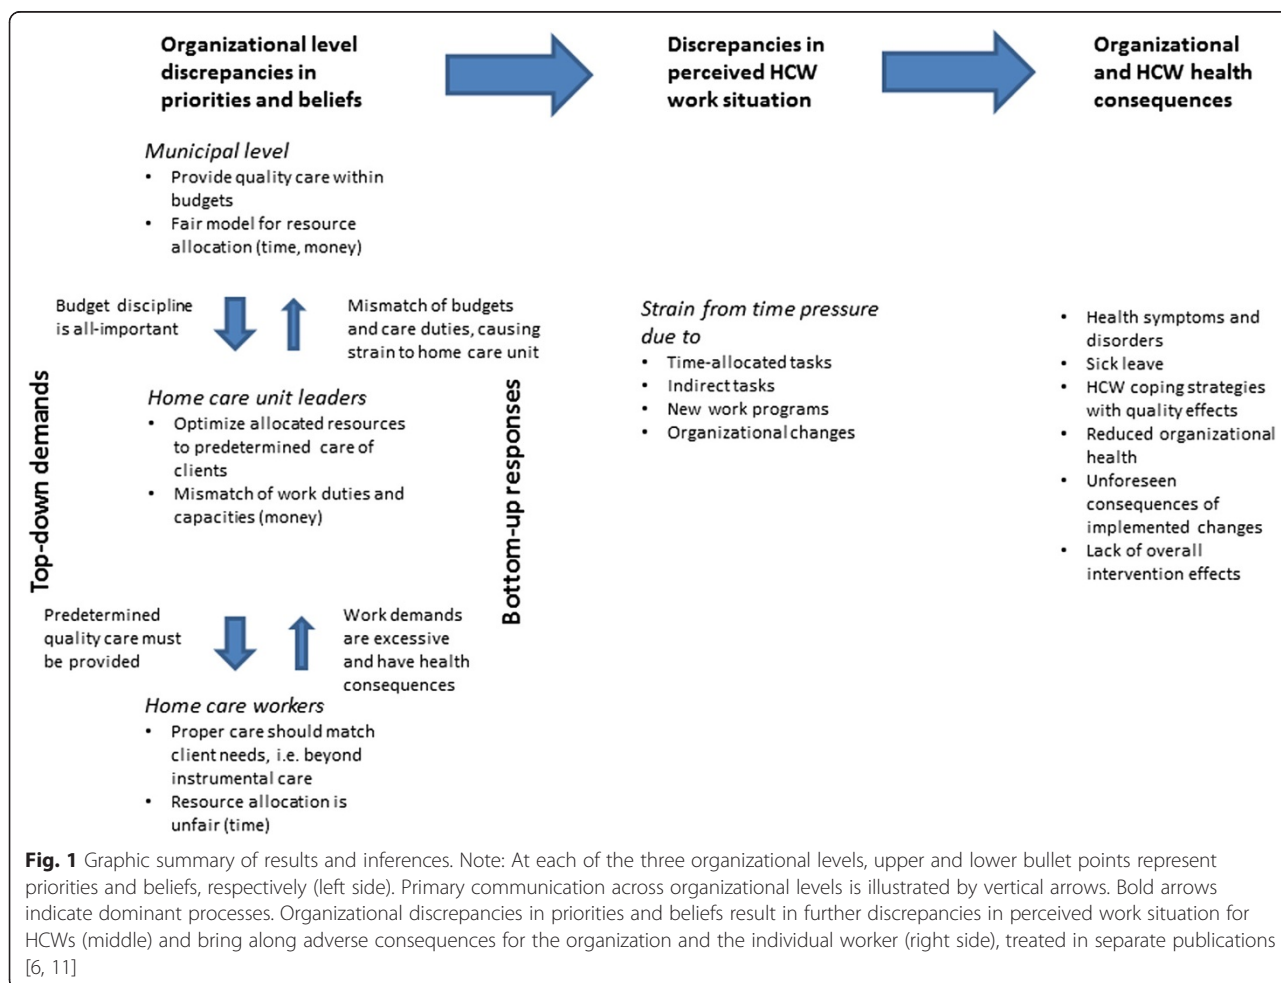 Organizational level
discrepancies in
priorities and beliefs
Discrepancies in
perceived HCW
work situation
Organizational
and HCW health
consequences
Municipal level
• Provide quality care within
budgets
• Fair model for resource
allocation (time, money)
Budget discipline
is all-important
Mismatch of budgets
and care duties, causing
strain to home care unit
Top-down demands
Home care unit leaders
• Optimize allocated resources
to predetermined care of
clients
• Mismatch of work duties and
capacities (money)
Bottom-up responses
Predetermined
quality care must
be provided
Work demands
are excessive
and have health
consequences
Home care workers
• Proper care should match
client needs, i.e. beyond
instrumental care
• Resource allocation is
unfair (time)
Strain from time pressure
due to
• Time-allocated tasks
• Indirect tasks
• New work programs
• Organizational changes
• Health symptoms and
disorders
• Sick leave
• HCW coping strategies
with quality effects
• Reduced organizational
health
• Unforeseen
consequences of
implemented changes
• Lack of overall
intervention effects
Fig. 1 Graphic summary of results and inferences. Note: At each of the three organizational levels, upper and lower bullet points represent
priorities and beliefs, respectively (left side). Primary communication across organizational levels is illustrated by vertical arrows. Bold arrows
indicate dominant processes. Organizational discrepancies in priorities and beliefs result in further discrepancies in perceived work situation for
HCWs (middle) and bring along adverse consequences for the organization and the individual worker (right side), treated in separate publications
[6, 11]